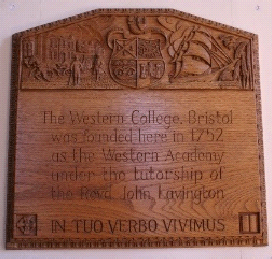 The Western College, Bristol
was founded here in 1752
as the Western Academy
under the tutorship of
the Revd John Lavington
IN TUO VERBO VIVIMUS